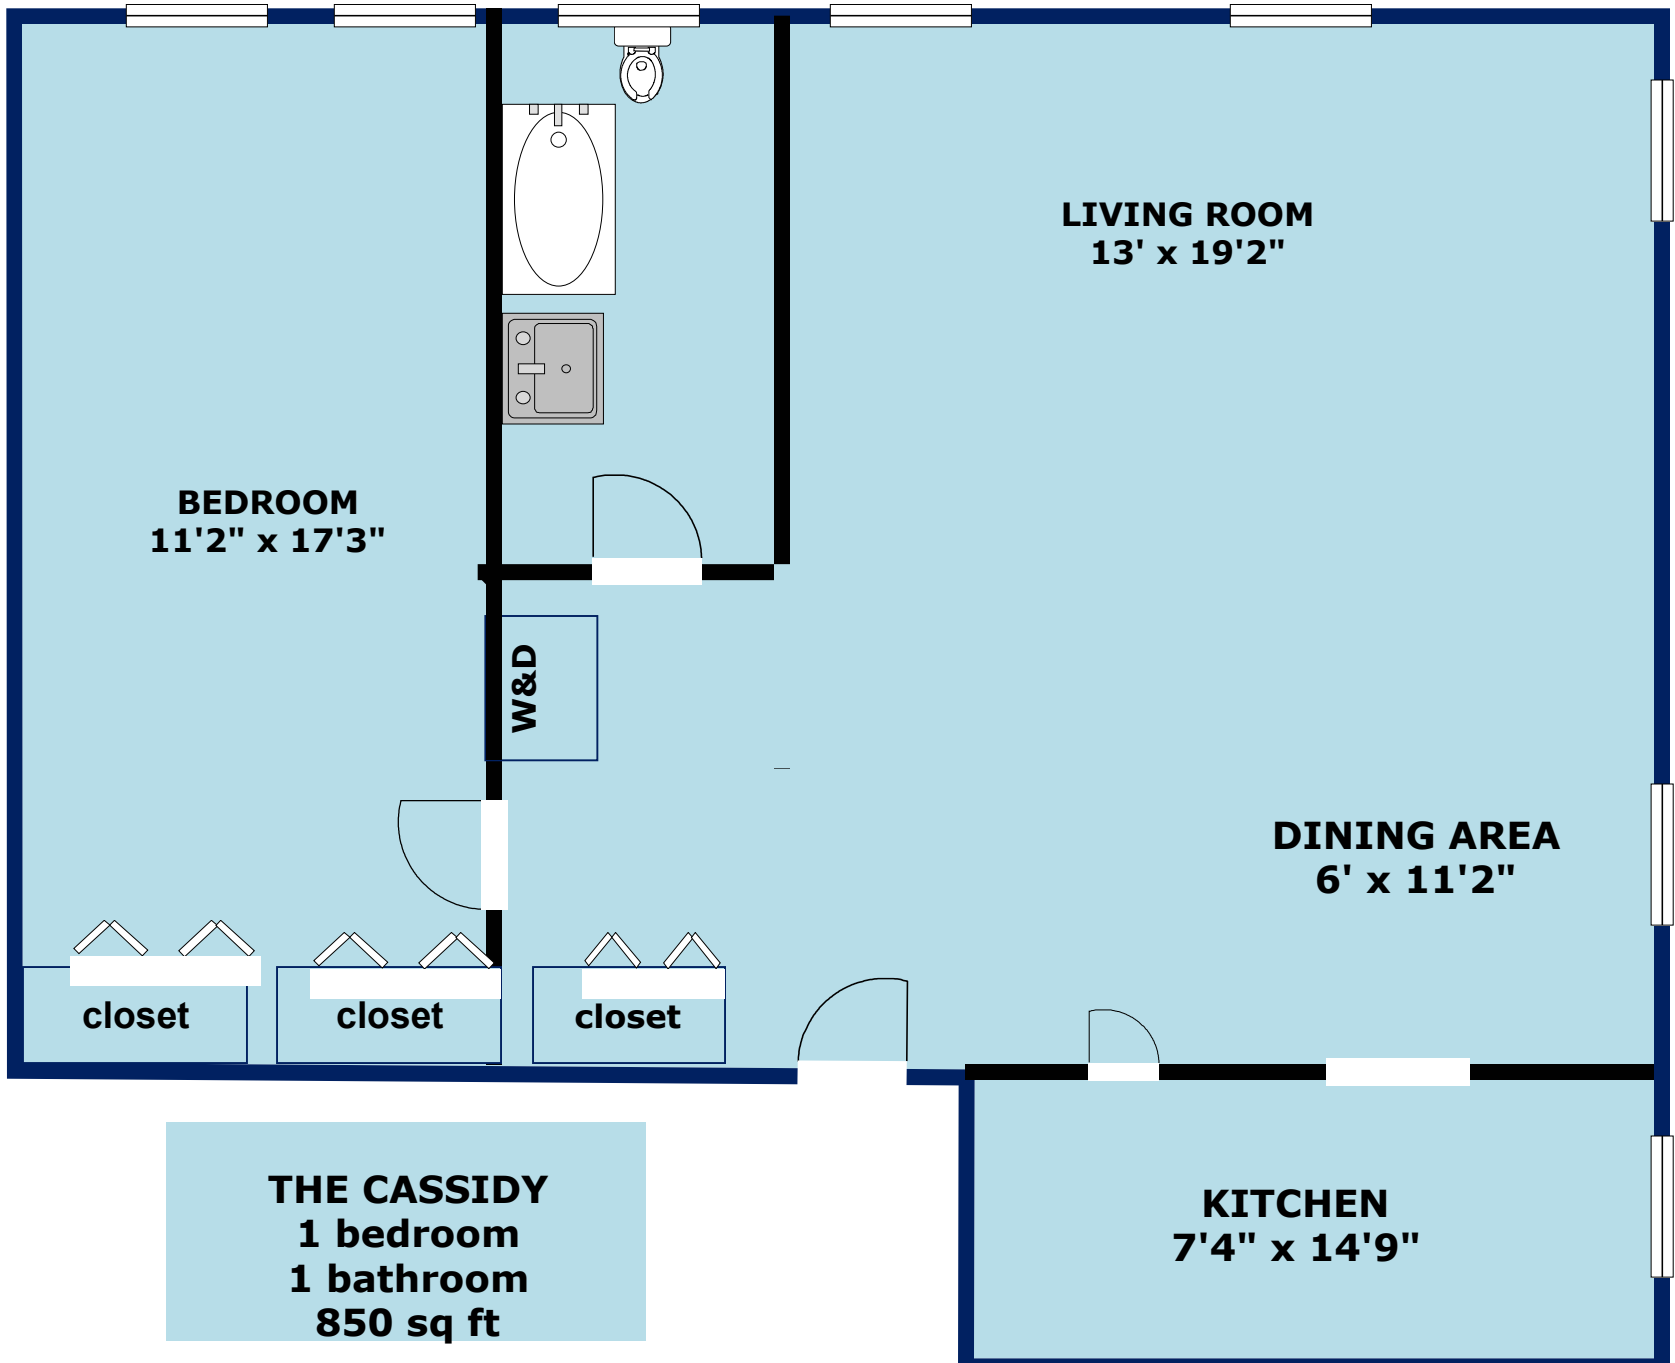 LIVING ROOM
13' x 19'2"
BEDROOM
11'2" x 17'3"
W&D
DINING AREA
6' x 11'2"
closet
closet
closet
THE CASSIDY
1 bedroom
1 bathroom
850 sq ft
KITCHEN
7'4" x 14'9"